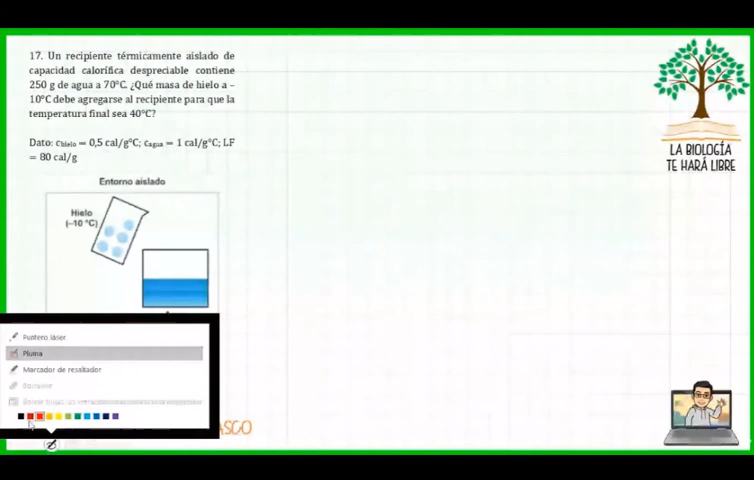 17. Un recipiente térmicamente aislado de
capacidad calorífica despreciable contiene
250 g de agua a 70°C. ¿Qué masa de hielo a –
10°C debe agregarse al recipiente para que la
temperatura final sea 40°C?
Dato: chielo = 0,5 cal/g°C; cagua = 1 cal/g°C; LF
= 80 cal/g
Entorno aislado
Hielo
(–10 °C)
Puntero láser
Pluma
Marcador de resaltador
Borrador
LA BIOLOGÍA
TE HARÁ LIBRE